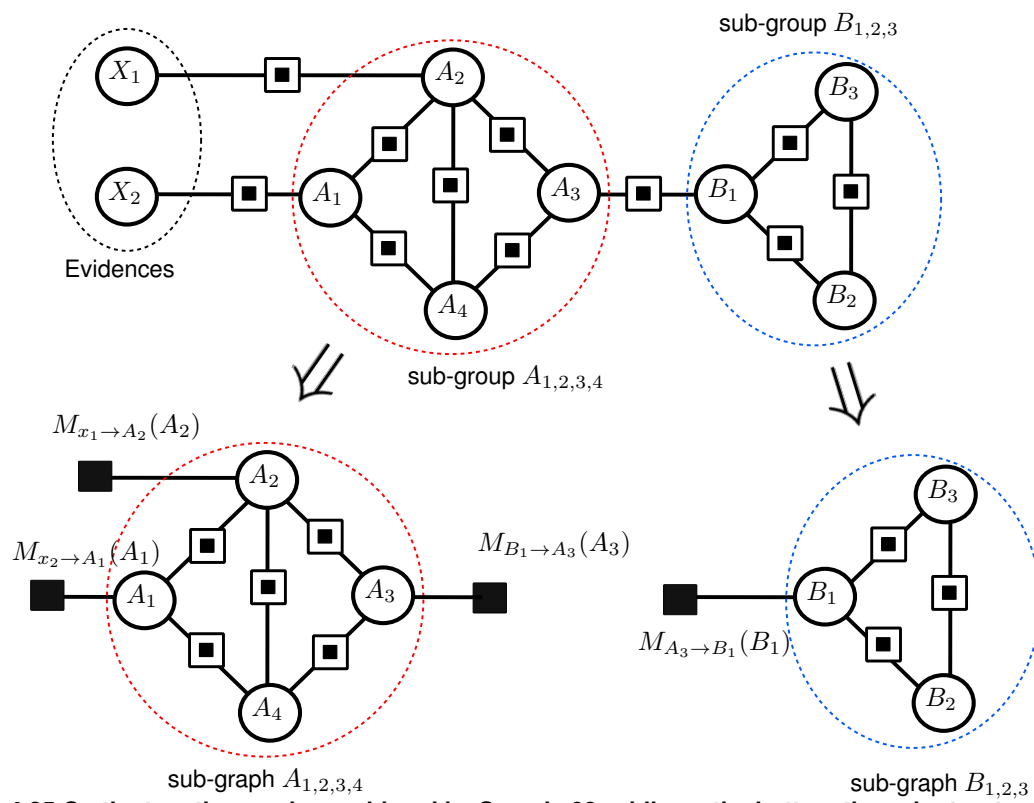 sub-group B_{1,2,3}
X_1
A_2
B_3
X_2
A_1
A_3
B_1
Evidences
A_4
B_2
sub-group A_{1,2,3,4}
M_{x_1→A_2}(A_2)
A_2
B_3
M_{x_2→A_1}(A_1)
M_{B_1→A_3}(A_3)
A_1
A_3
B_1
M_{A_3→B_1}(B_1)
A_4
B_2
sub-graph A_{1,2,3,4}
sub-graph B_{1,2,3}